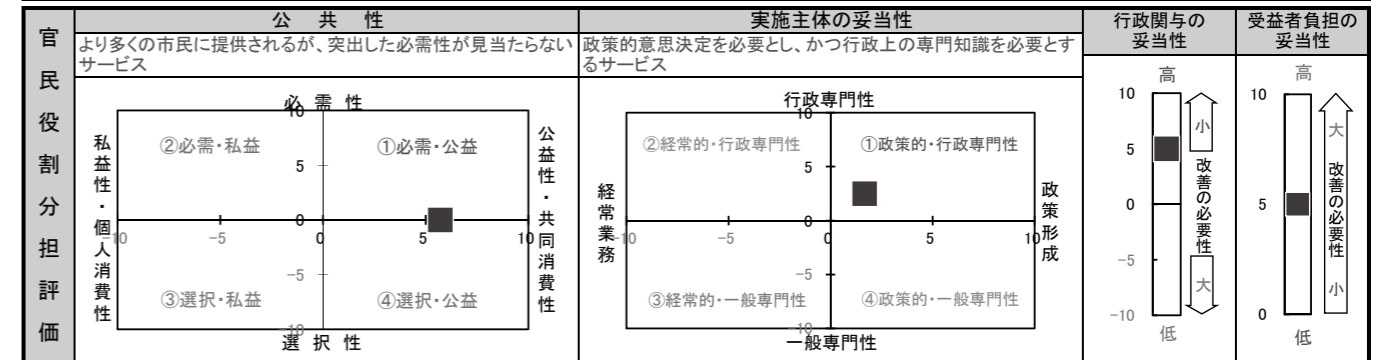 官民役割分担評価
公共性
より多くの市民に提供されるが、突出した必需性が見当たらない
サービス
必需性
10
②必需・私益
①必需・公益
5
0
-10
-5
0
5
10
-5
③選択・私益
④選択・公益
-10
選択性
私益性・個人消費性
公益性・共同消費性
実施主体の妥当性
政策的意思決定を必要とし、かつ行政上の専門知識を必要とす
るサービス
行政専門性
10
②経常的・行政専門性
①政策的・行政専門性
5
0
-10
-5
0
5
10
-5
③経常的・一般専門性
④政策的・一般専門性
-10
一般専門性
経常業務
政策形成
行政関与の
妥当性
高
10
5
0
-5
-10
低
小
改善の必要性
大
受益者負担の
妥当性
高
10
5
0
低
大
改善の必要性
小